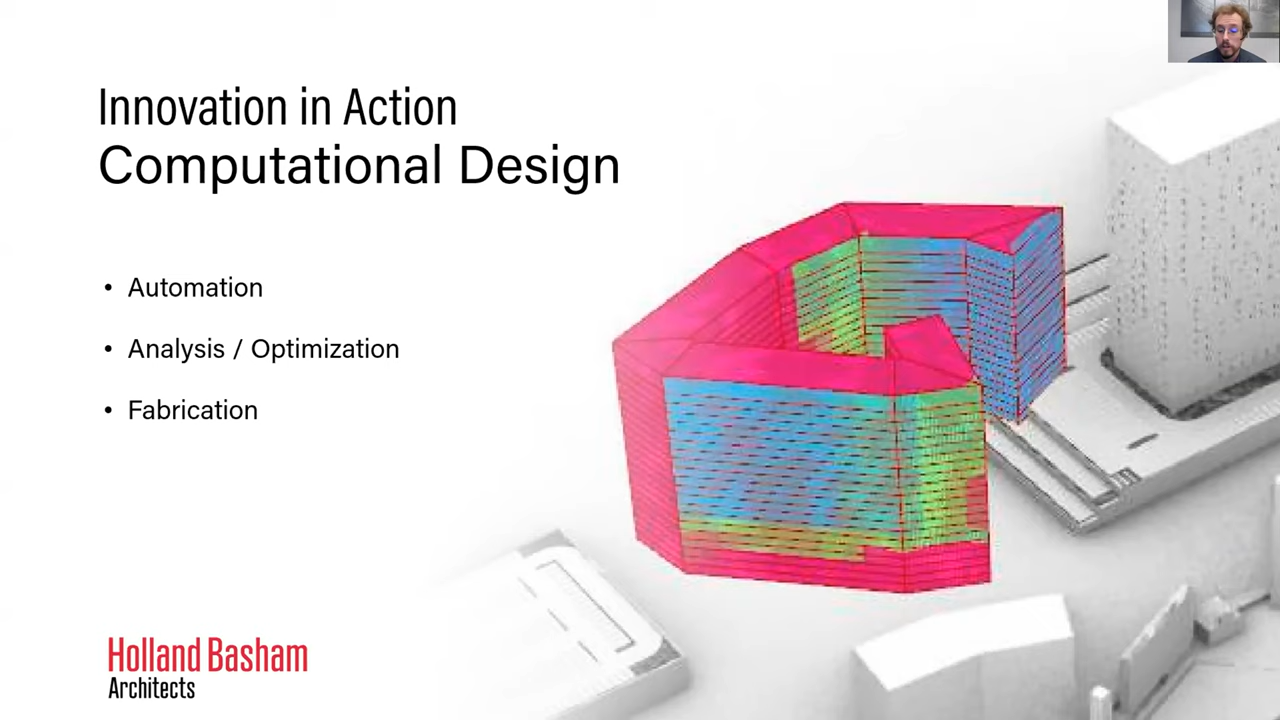 Innovation in Action
Computational Design
• Automation
• Analysis / Optimization
• Fabrication
Holland Basham
Architects